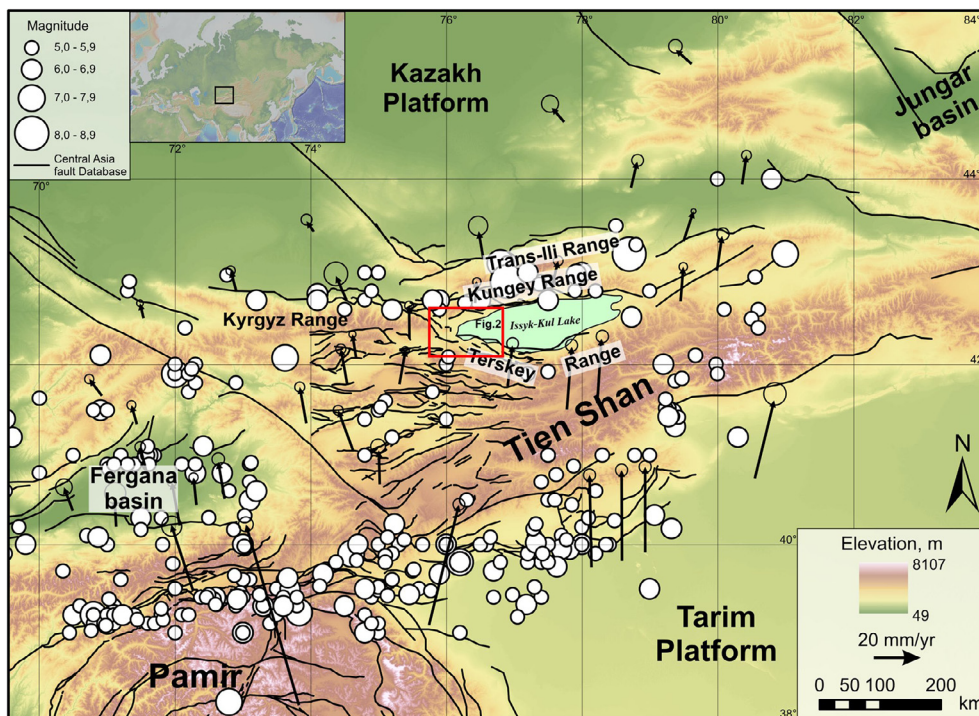 Magnitude
5,0 - 5,9
6,0 - 6,9
7,0 - 7,9
8,0 - 8,9
Central Asia
fault Database
76°
78°
80°
82°
84°
72°
74°
70°
44°
42°
40°
38°
Kazakh
Platform
Jungar
basin
Trans-Ili Range
Kungey Range
Kyrgyz Range
Fig.2
Issyk-Kul Lake
Terskey
Range
Tien Shan
Fergana
basin
Pamir
Tarim
Platform
N
Elevation, m
8107
49
20 mm/yr
0 50 100 200
km